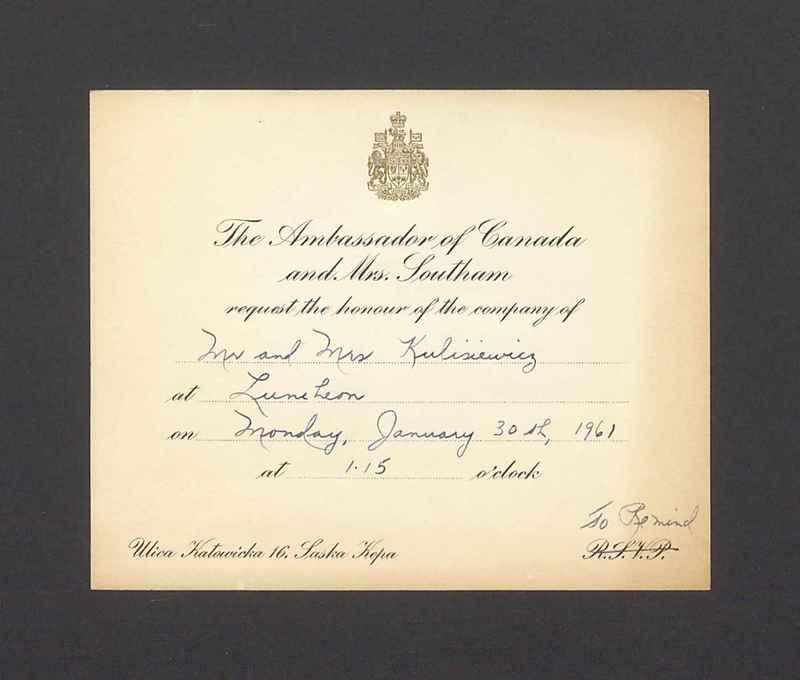 The Ambassador of Canada
and Mrs. Southam
request the honour of the company of
Mr and Mrs Kulisiewicz
at Luncheon
on Monday, January 30th, 1961
at 1.15 o'clock
To Remind
Ulica Katowicka 16, Saska Kepa
R.S.V.P.